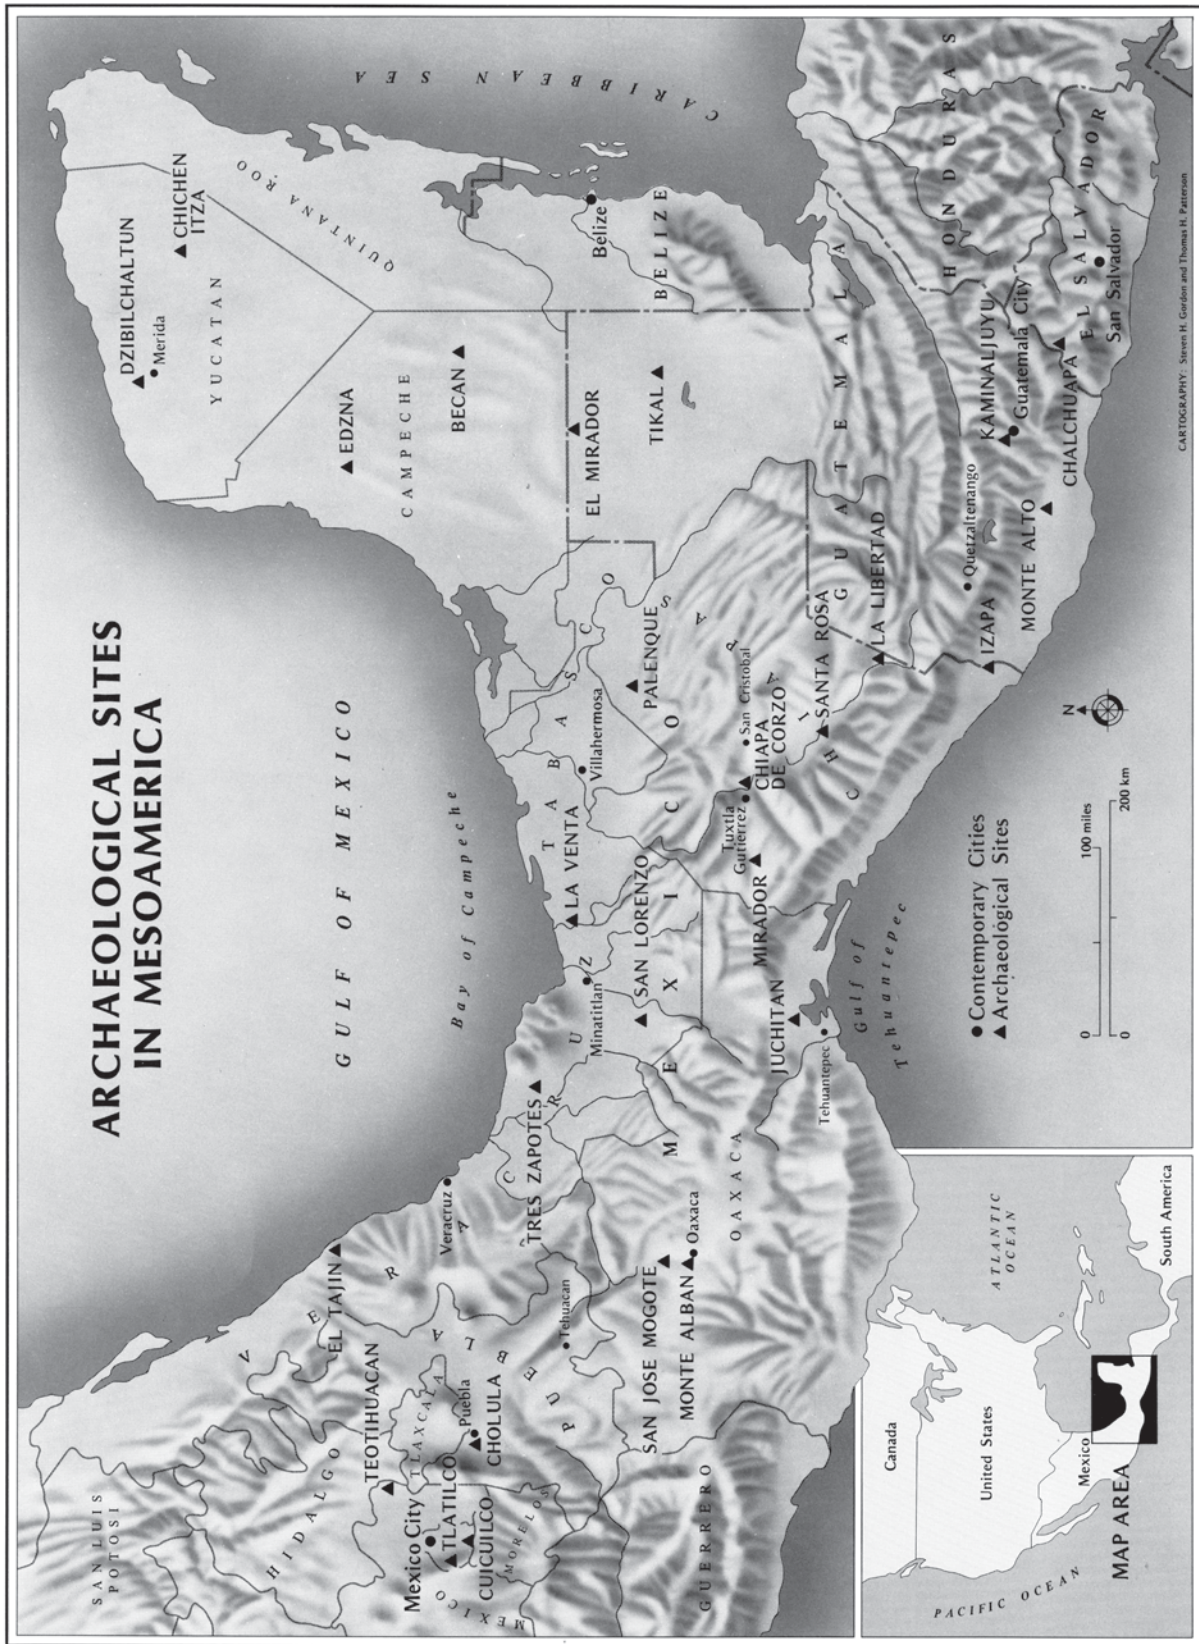 ARCHAEOLOGICAL SITES
IN MESOAMERICA
GULF OF MEXICO
Bay of Campeche
CARIBBEAN SEA
SAN LUIS
POTOSI
HIDALGO
VERACRUZ
EL TAJIN
TEOTIHUACAN
TLAXCALA
Mexico City
TLATILCO
CUICUILCO
MEXICO
MORELOS
Puebla
CHOLULA
PUEBLA
Tehuacan
Veracruz
TRES ZAPOTES
GUERRERO
SAN JOSE MOGOTE
MONTE ALBAN
Oaxaca
OAXACA
MEXICO
Minatitlan
SAN LORENZO
LA VENTA
TABASCO
Villahermosa
PALENQUE
JUCHITAN
Tehuantepec
Gulf of
Tehuantepec
MIRADOR
Tuxtla
Gutierrez
CHIAPA
DE CORZO
San Cristobal
CHIAPAS
SANTA ROSA
LA LIBERTAD
IZAPA
DZIBILCHALTUN
Merida
CHICHEN
ITZA
YUCATAN
QUINTANA ROO
EDZNA
CAMPECHE
BECAN
EL MIRADOR
TIKAL
Belize
BELIZE
GUATEMALA
Quetzaltenango
MONTE ALTO
KAMINALJUYU
Guatemala City
CHALCHUAPA
HONDURAS
EL SALVADOR
San Salvador
N
Contemporary Cities
Archaeological Sites
0 100 miles
0 200 km
Canada
United States
Mexico
ATLANTIC
OCEAN
South America
PACIFIC OCEAN
MAP AREA
CARTOGRAPHY: Steven H. Gordon and Thomas H. Patterson